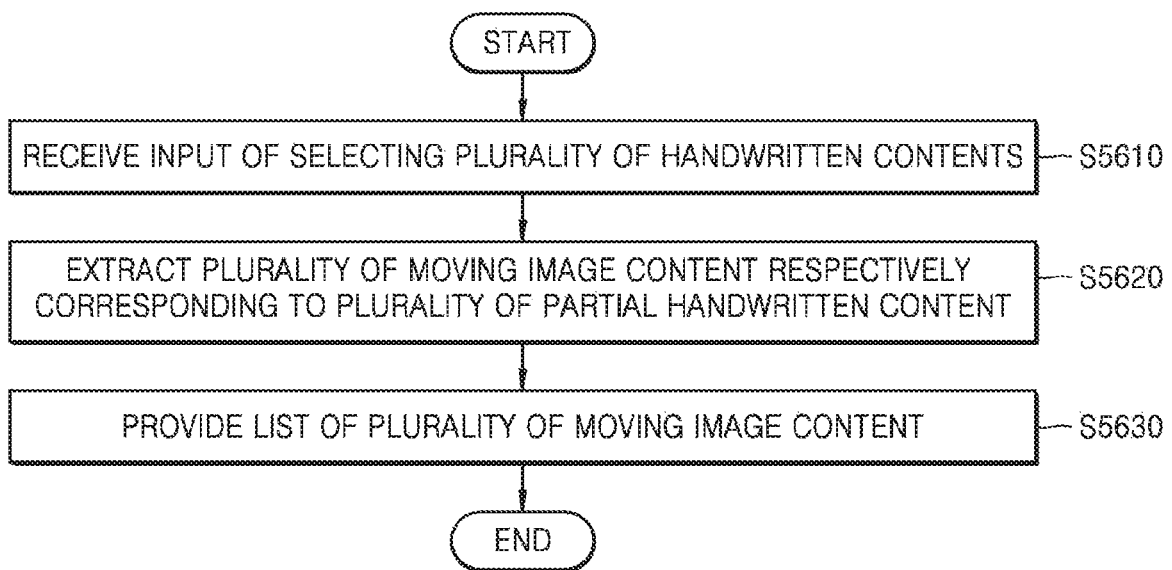 START
RECEIVE INPUT OF SELECTING PLURALITY OF HANDWRITTEN CONTENTS
S5610
EXTRACT PLURALITY OF MOVING IMAGE CONTENT RESPECTIVELY
CORRESPONDING TO PLURALITY OF PARTIAL HANDWRITTEN CONTENT
S5620
PROVIDE LIST OF PLURALITY OF MOVING IMAGE CONTENT
S5630
END